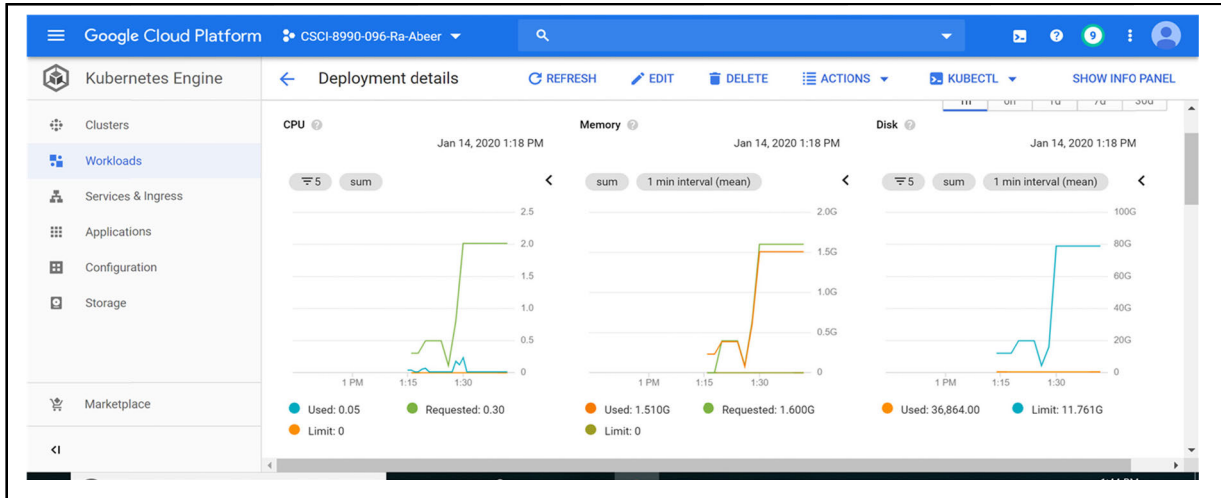 Google Cloud Platform CSCI-8990-096-Ra-Abeer 9
Kubernetes Engine Deployment details REFRESH EDIT DELETE ACTIONS KUBECTL SHOW INFO PANEL
Clusters
Workloads
Services & Ingress
Applications
Configuration
Storage
Marketplace
CPU
Jan 14, 2020 1:18 PM
5 sum
2.5
2.0
1.5
1.0
0.5
0
1 PM 1:15 1:30
Used: 0.05 Requested: 0.30
Limit: 0
Memory
Jan 14, 2020 1:18 PM
sum 1 min interval (mean)
2.0G
1.5G
1.0G
0.5G
0
1 PM 1:15 1:30
Used: 1.510G Requested: 1.600G
Limit: 0
Disk
Jan 14, 2020 1:18 PM
5 sum 1 min interval (mean)
100G
80G
60G
40G
20G
0
1 PM 1:15 1:30
Used: 36,864.00 Limit: 11.761G